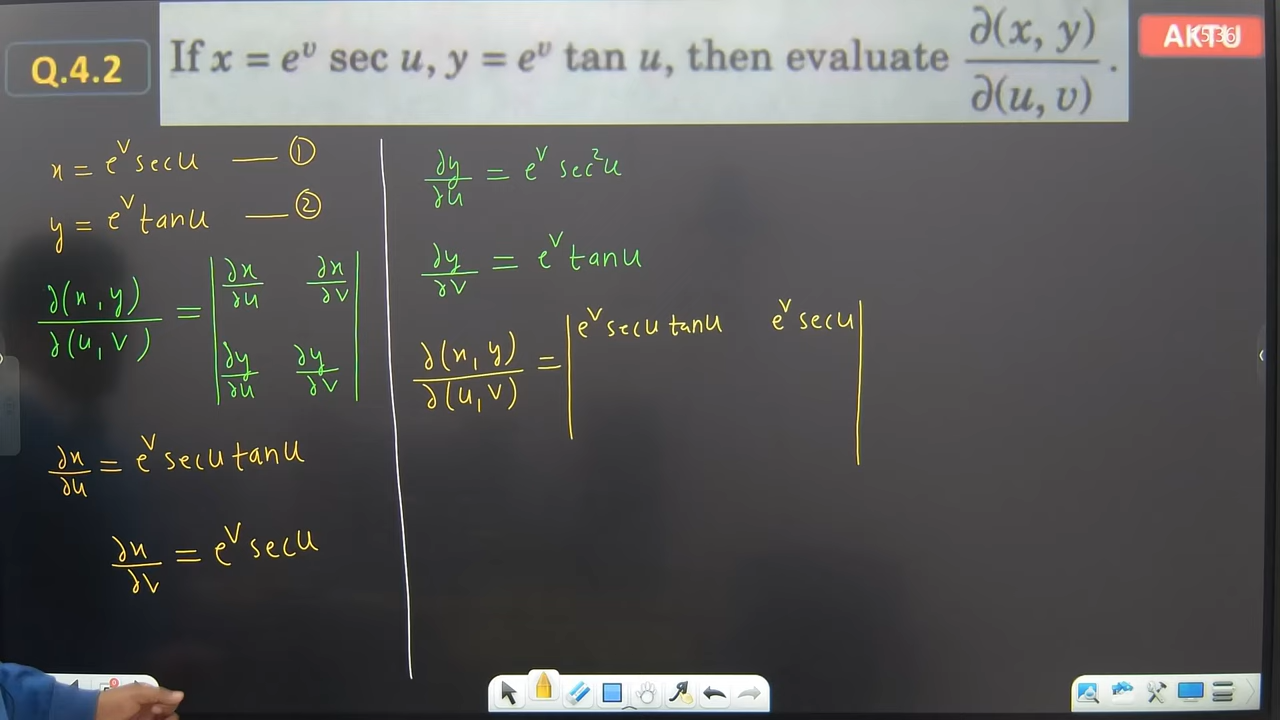 Q.4.2
If x = e^v sec u, y = e^v tan u, then evaluate ∂(x, y)/∂(u, v).
AKTU
x = e^v sec u —— ①
y = e^v tan u —— ②
∂(x, y)/∂(u, v) = | ∂x/∂u ∂x/∂v |
| ∂y/∂u ∂y/∂v |
∂x/∂u = e^v sec u tan u
∂x/∂v = e^v sec u
∂y/∂u = e^v sec²u
∂y/∂v = e^v tan u
∂(x, y)/∂(u, v) = | e^v sec u tan u e^v sec u |